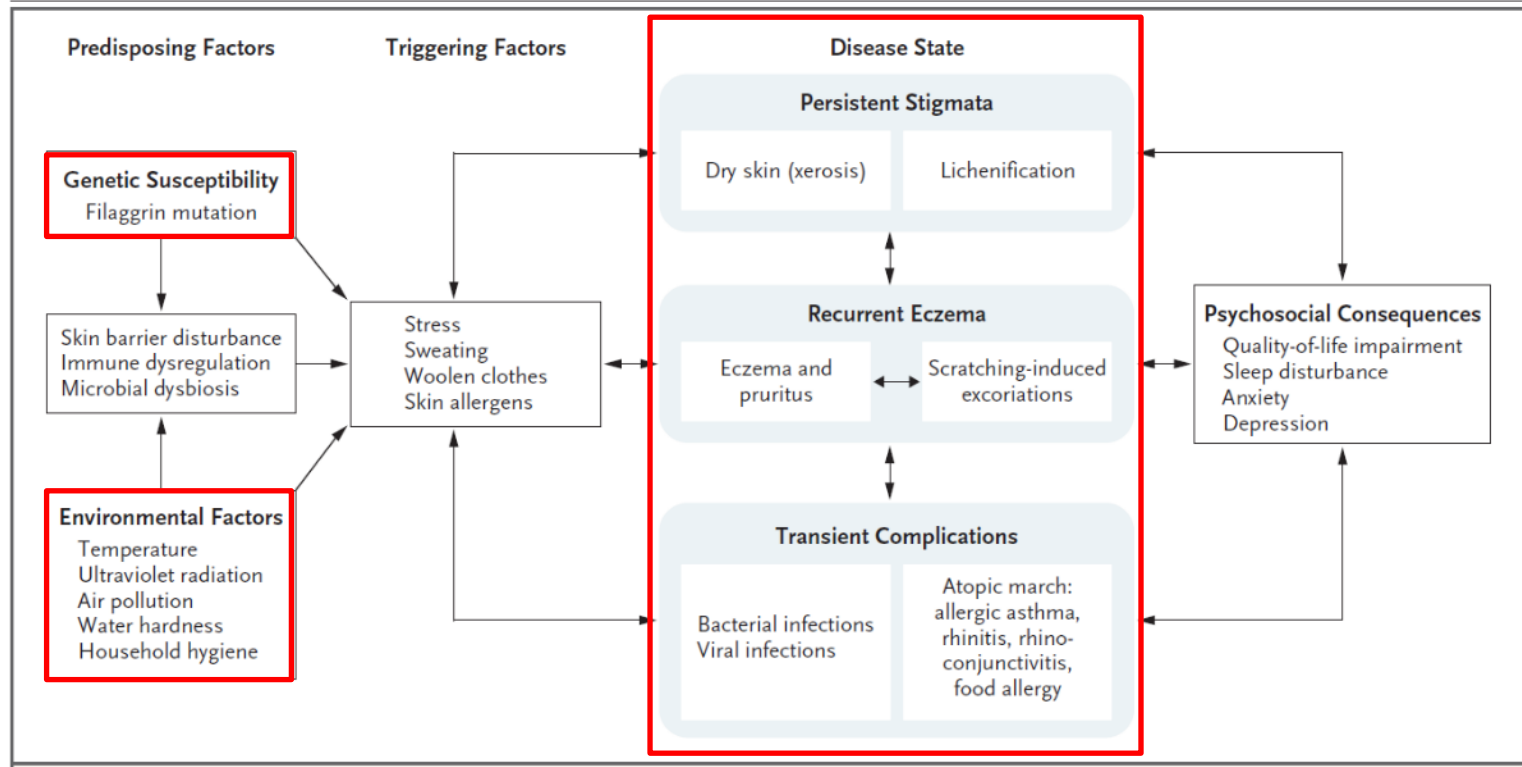 Predisposing Factors
Triggering Factors
Disease State
Genetic Susceptibility
Filaggrin mutation
Skin barrier disturbance
Immune dysregulation
Microbial dysbiosis
Environmental Factors
Temperature
Ultraviolet radiation
Air pollution
Water hardness
Household hygiene
Stress
Sweating
Woolen clothes
Skin allergens
Persistent Stigmata
Dry skin (xerosis)
Lichenification
Recurrent Eczema
Eczema and
pruritus
Scratching-induced
excoriations
Transient Complications
Bacterial infections
Viral infections
Atopic march:
allergic asthma,
rhinitis, rhino-
conjunctivitis,
food allergy
Psychosocial Consequences
Quality-of-life impairment
Sleep disturbance
Anxiety
Depression